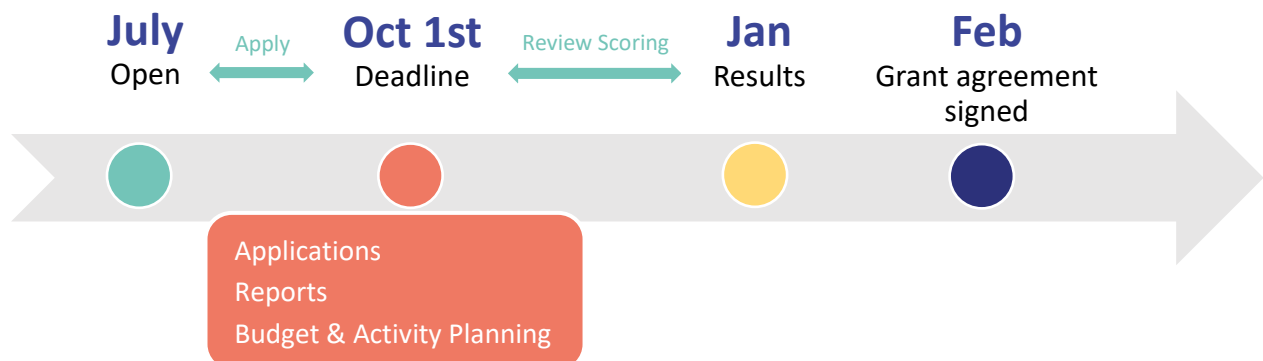 July
Open
Apply
Oct 1st
Deadline
Review Scoring
Jan
Results
Feb
Grant agreement
signed
Applications
Reports
Budget & Activity Planning